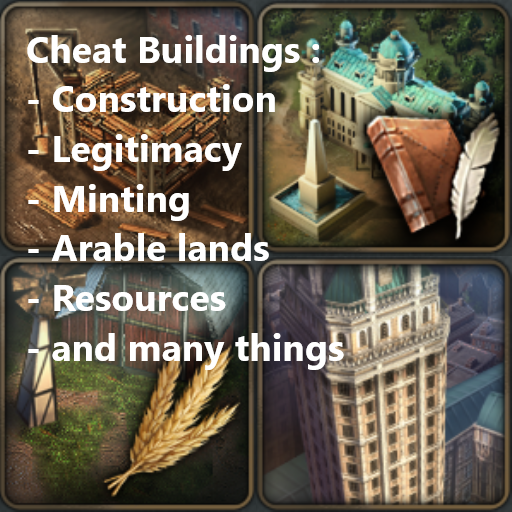 Cheat Buildings :
- Construction
- Legitimacy
- Minting
- Arable lands
- Resources
- and many things